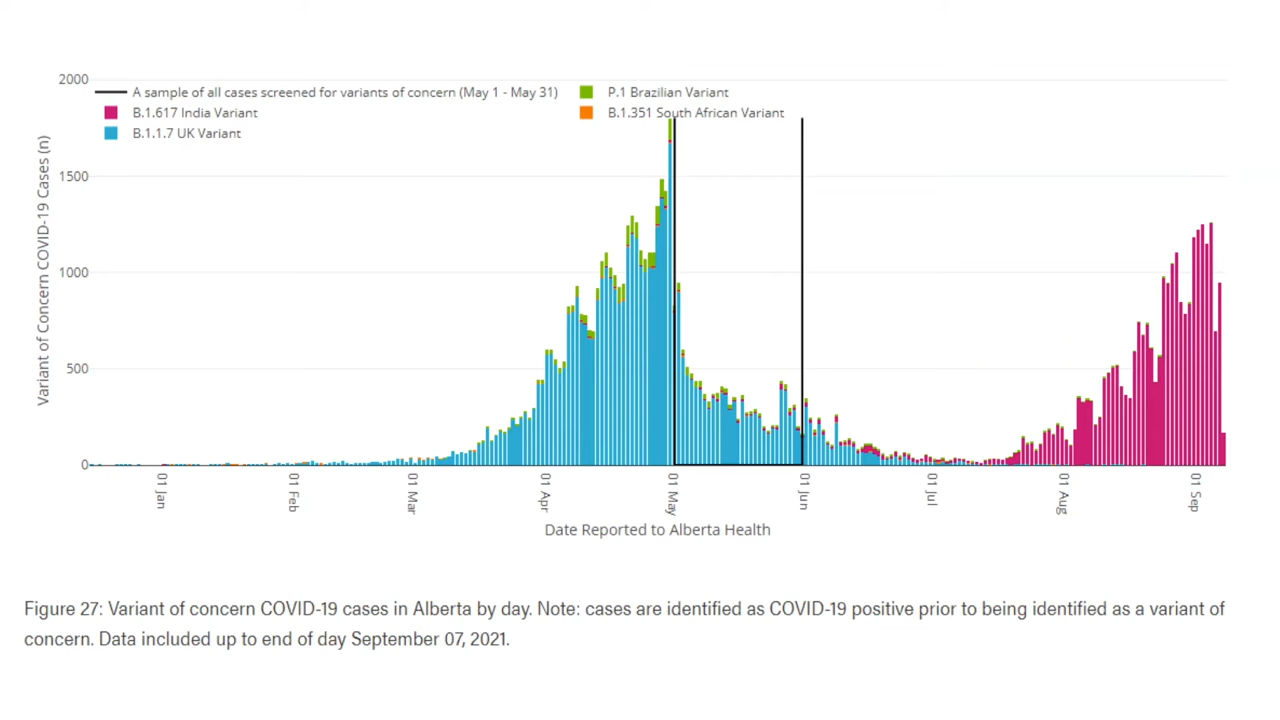 2000
1500
1000
500
0
Variant of Concern COVID-19 Cases (n)
A sample of all cases screened for variants of concern (May 1 - May 31)
B.1.617 India Variant
B.1.1.7 UK Variant
P.1 Brazilian Variant
B.1.351 South African Variant
01 Jan
01 Feb
01 Mar
01 Apr
01 May
01 Jun
01 Jul
01 Aug
01 Sep
Date Reported to Alberta Health
Figure 27: Variant of concern COVID-19 cases in Alberta by day. Note: cases are identified as COVID-19 positive prior to being identified as a variant of
concern. Data included up to end of day September 07, 2021.